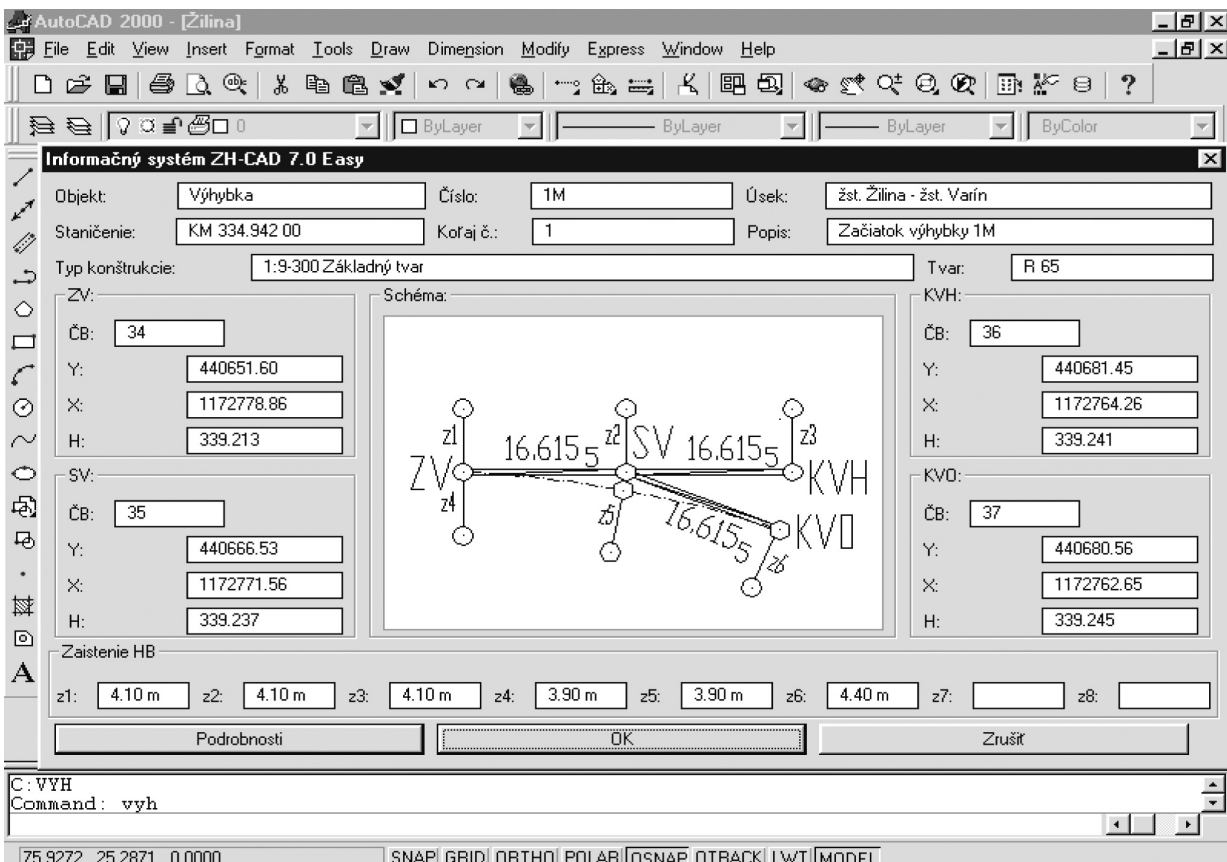 AutoCAD 2000 - [Žilina]
File Edit View Insert Format Tools Draw Dimension Modify Express Window Help
0 ByLayer ByLayer ByLayer ByColor
Informačný systém ZH-CAD 7.0 Easy
Objekt: Výhybka Číslo: 1M Úsek: žst. Žilina - žst. Varín
Staničenie: KM 334.942 00 Koľaj č.: 1 Popis: Začiatok výhybky 1M
Typ konštrukcie: 1:9-300 Základný tvar Tvar: R 65
ZV:
ČB: 34
Y: 440651.60
X: 1172778.86
H: 339.213
SV:
ČB: 35
Y: 440666.53
X: 1172771.56
H: 339.237
Schéma:
z1 z2 z3
16.615 5 SV 16.615 5
ZV KVH
z4 z5 16.615 5 KVO
z6
KVH:
ČB: 36
Y: 440681.45
X: 1172764.26
H: 339.241
KVO:
ČB: 37
Y: 440680.56
X: 1172762.65
H: 339.245
Zaistenie HB
z1: 4.10 m z2: 4.10 m z3: 4.10 m z4: 3.90 m z5: 3.90 m z6: 4.40 m z7: z8:
Podrobnosti OK Zrušiť
C:VYH
Command: vyh
75.9272, 25.2871, 0.0000 SNAP GRID ORTHO POLAR OSNAP OTRACK LWT MODEL